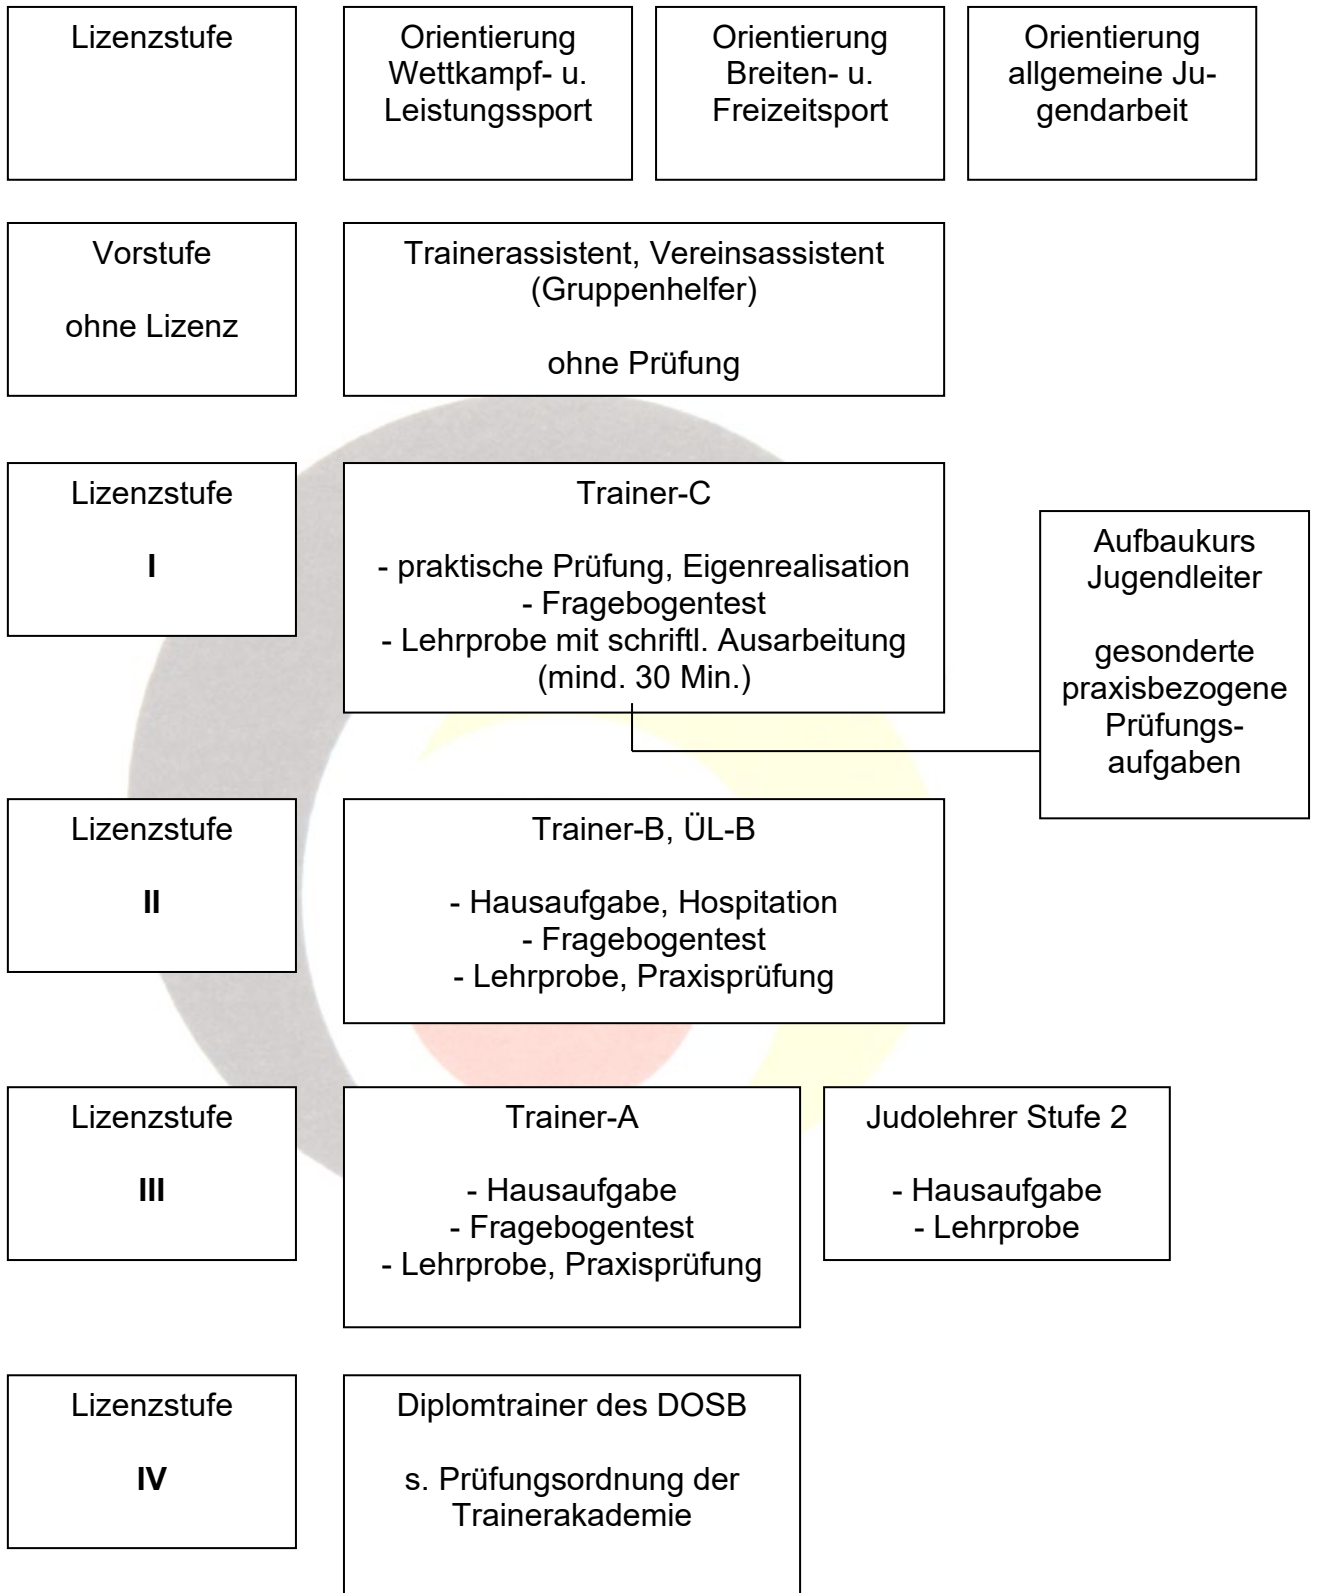 Lizenzstufe
Orientierung
Wettkampf- u.
Leistungssport
Orientierung
Breiten- u.
Freizeitsport
Orientierung
allgemeine Ju-
gendarbeit
Vorstufe
ohne Lizenz
Trainerassistent, Vereinsassistent
(Gruppenhelfer)
ohne Prüfung
Lizenzstufe
I
Trainer-C
- praktische Prüfung, Eigenrealisation
- Fragebogentest
- Lehrprobe mit schriftl. Ausarbeitung
(mind. 30 Min.)
Aufbaukurs
Jugendleiter
gesonderte
praxisbezogene
Prüfungs-
aufgaben
Lizenzstufe
II
Trainer-B, ÜL-B
- Hausaufgabe, Hospitation
- Fragebogentest
- Lehrprobe, Praxisprüfung
Lizenzstufe
III
Trainer-A
- Hausaufgabe
- Fragebogentest
- Lehrprobe, Praxisprüfung
Judolehrer Stufe 2
- Hausaufgabe
- Lehrprobe
Lizenzstufe
IV
Diplomtrainer des DOSB
s. Prüfungsordnung der
Trainerakademie